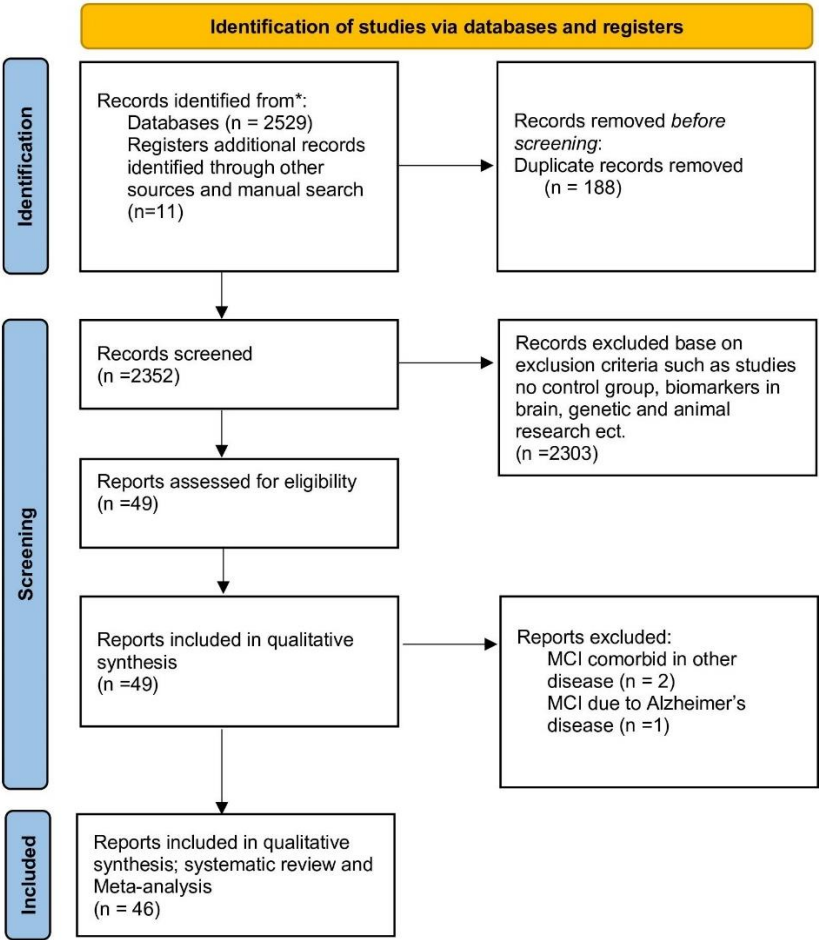 Identification of studies via databases and registers
Identification
Records identified from*:
Databases (n = 2529)
Registers additional records
identified through other
sources and manual search
(n=11)
Records removed before
screening:
Duplicate records removed
(n = 188)
Screening
Records screened
(n =2352)
Records excluded base on
exclusion criteria such as studies
no control group, biomarkers in
brain, genetic and animal
research ect.
(n =2303)
Reports assessed for eligibility
(n =49)
Reports included in qualitative
synthesis
(n =49)
Reports excluded:
MCI comorbid in other
disease (n = 2)
MCI due to Alzheimer’s
disease (n =1)
Included
Reports included in qualitative
synthesis; systematic review and
Meta-analysis
(n = 46)